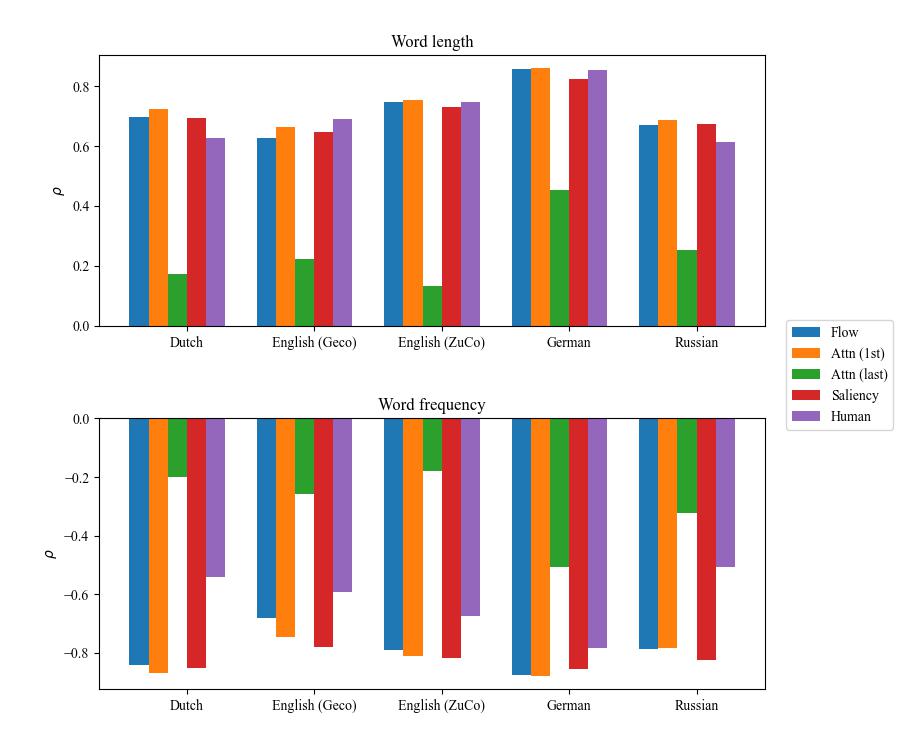 Word length
0.8
0.6
0.4
0.2
0.0
ρ
Dutch English (Geco) English (ZuCo) German Russian
Flow
Attn (1st)
Attn (last)
Saliency
Human
Word frequency
0.0
−0.2
−0.4
−0.6
−0.8
ρ
Dutch English (Geco) English (ZuCo) German Russian